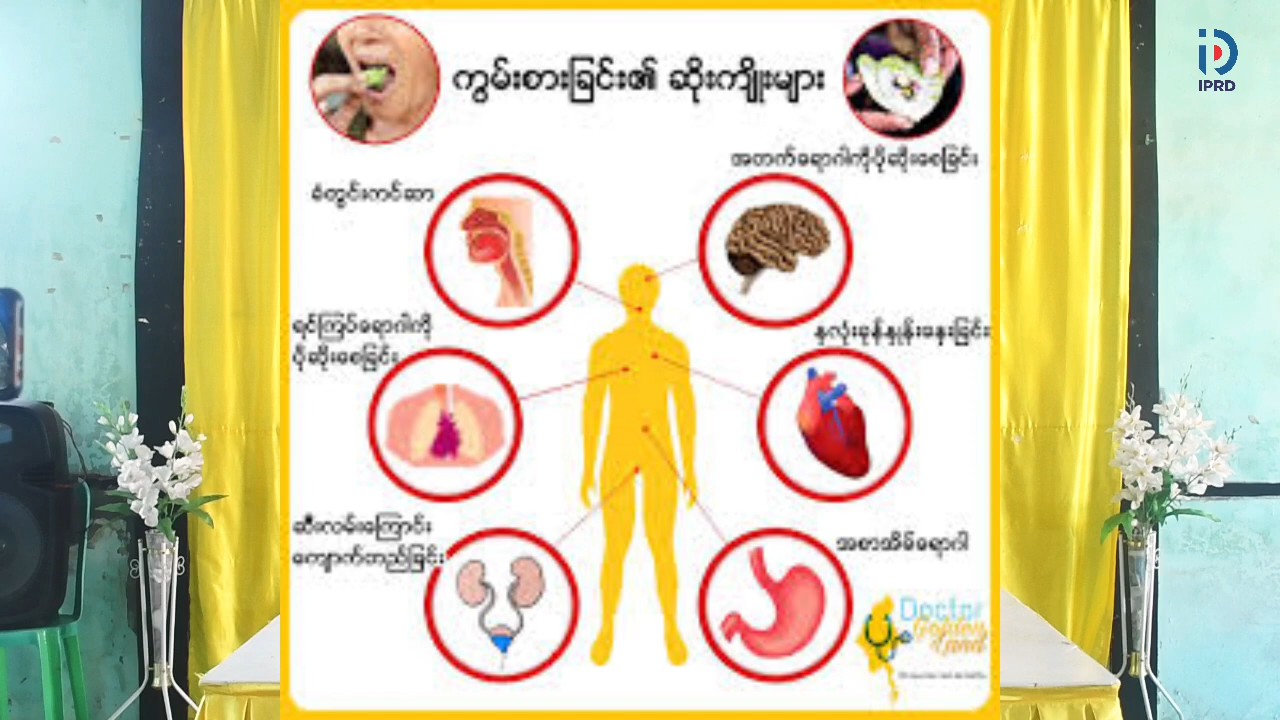 IPRD
ကွမ်းစားခြင်း၏ ဆိုးကျိုးများ
အတက်ရောဂါကိုပိုဆိုးစေခြင်း
ခံတွင်းကင်ဆာ
ရင်ကြပ်ရောဂါကို
ပိုဆိုးစေခြင်း
နှလုံးခုန်နှုန်းနှေးခြင်း
ဆီးလမ်းကြောင်း
ကျောက်တည်ခြင်း
အစာအိမ်ရောဂါ
Doctor
Golden
Land